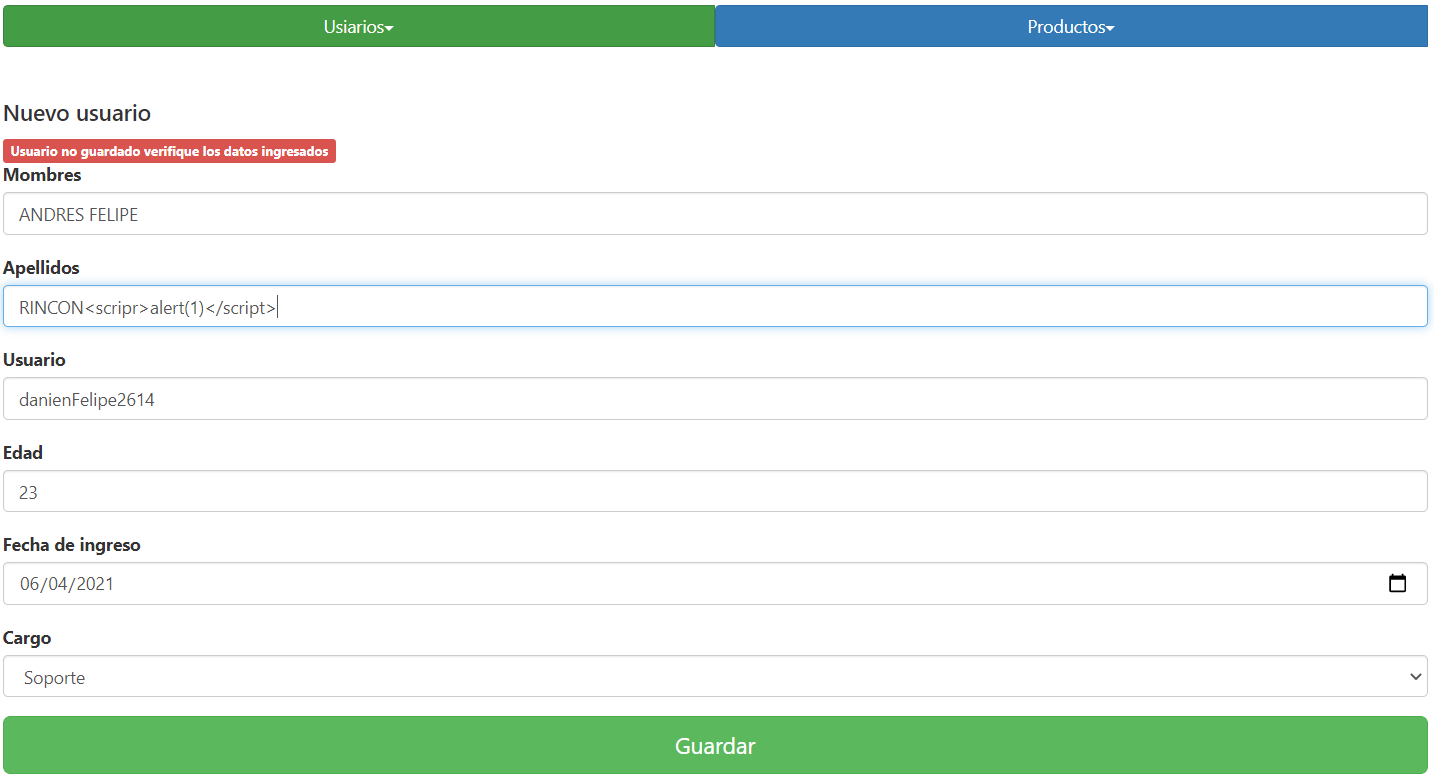 Usiarios
Productos
Nuevo usuario
Usuario no guardado verifique los datos ingresados
Mombres
ANDRES FELIPE
Apellidos
RINCON<scripr>alert(1)</script>
Usuario
danienFelipe2614
Edad
23
Fecha de ingreso
06/04/2021
Cargo
Soporte
Guardar